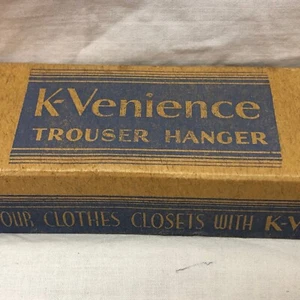 K-Venience
TROUSER HANGER
OUR CLOTHES CLOSETS WITH K-V